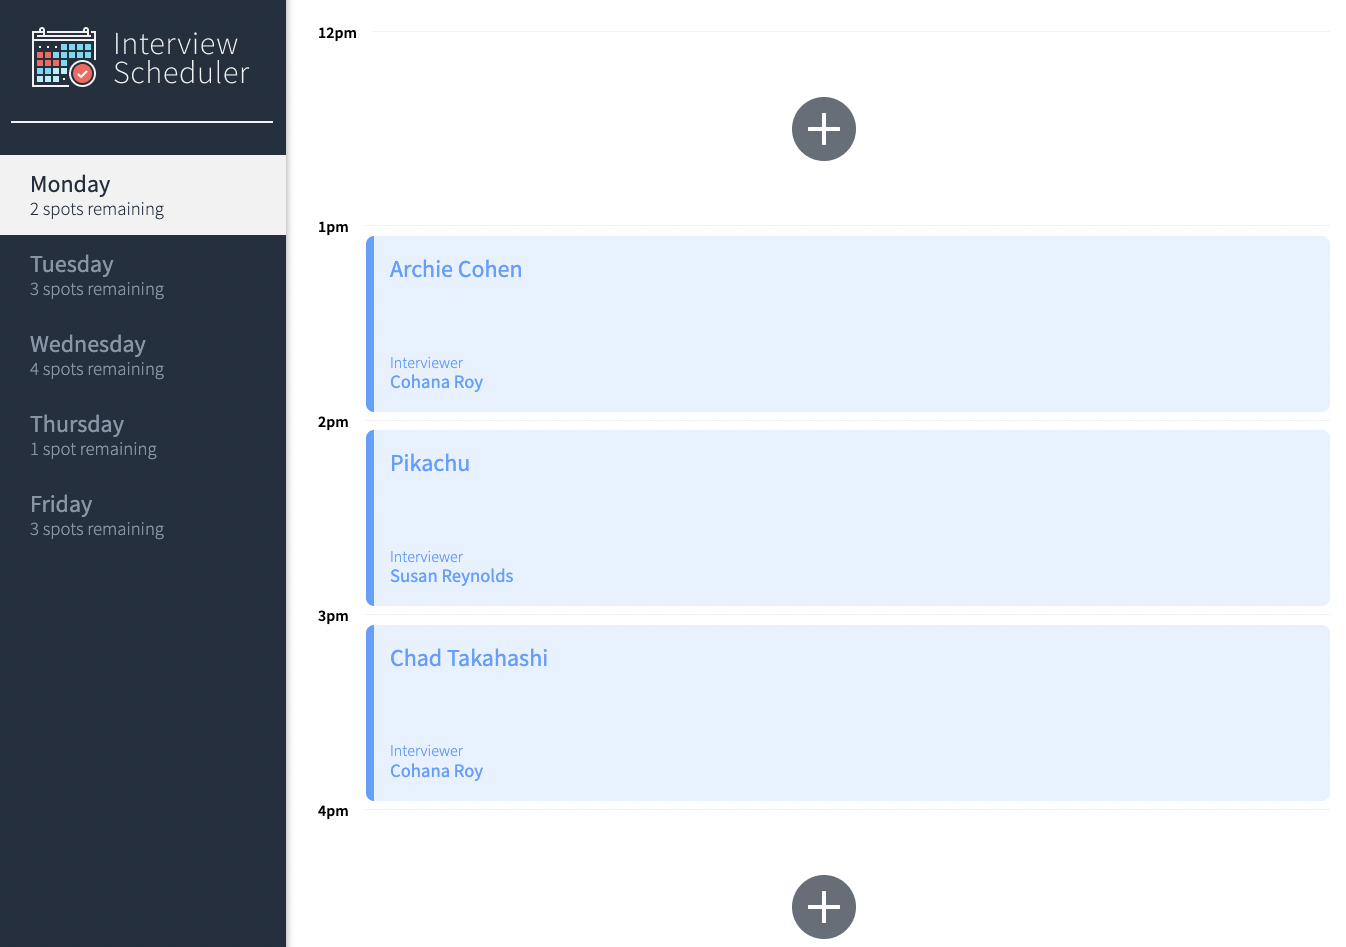 Interview
Scheduler
Monday
2 spots remaining
Tuesday
3 spots remaining
Wednesday
4 spots remaining
Thursday
1 spot remaining
Friday
3 spots remaining
12pm
1pm
Archie Cohen
Interviewer
Cohana Roy
2pm
Pikachu
Interviewer
Susan Reynolds
3pm
Chad Takahashi
Interviewer
Cohana Roy
4pm